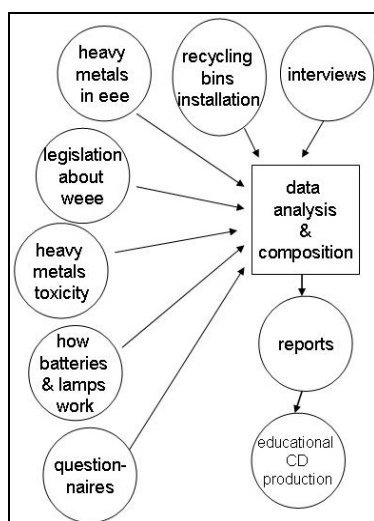 heavy
metals
in eee
recycling
bins
installation
interviews
legislation
about
weee
data
analysis
&
composition
heavy
metals
toxicity
how
batteries
& lamps
work
reports
question-
naires
educational
CD
production